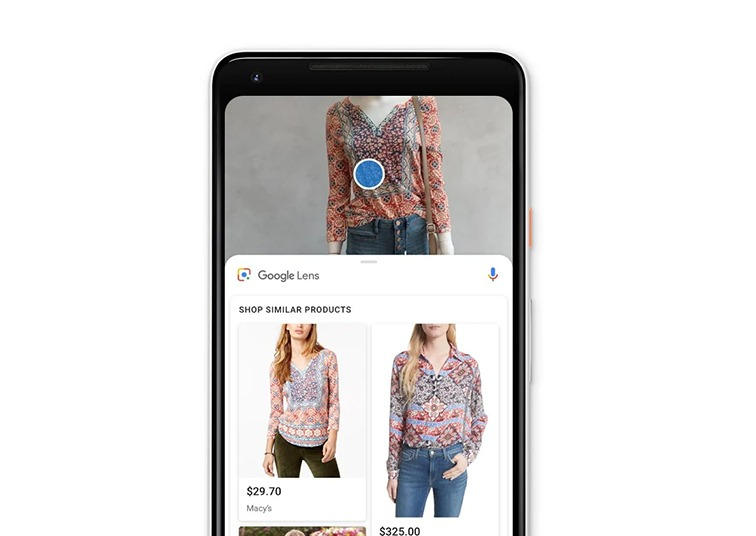 Google Lens
SHOP SIMILAR PRODUCTS
$29.70
Macy's
$325.00